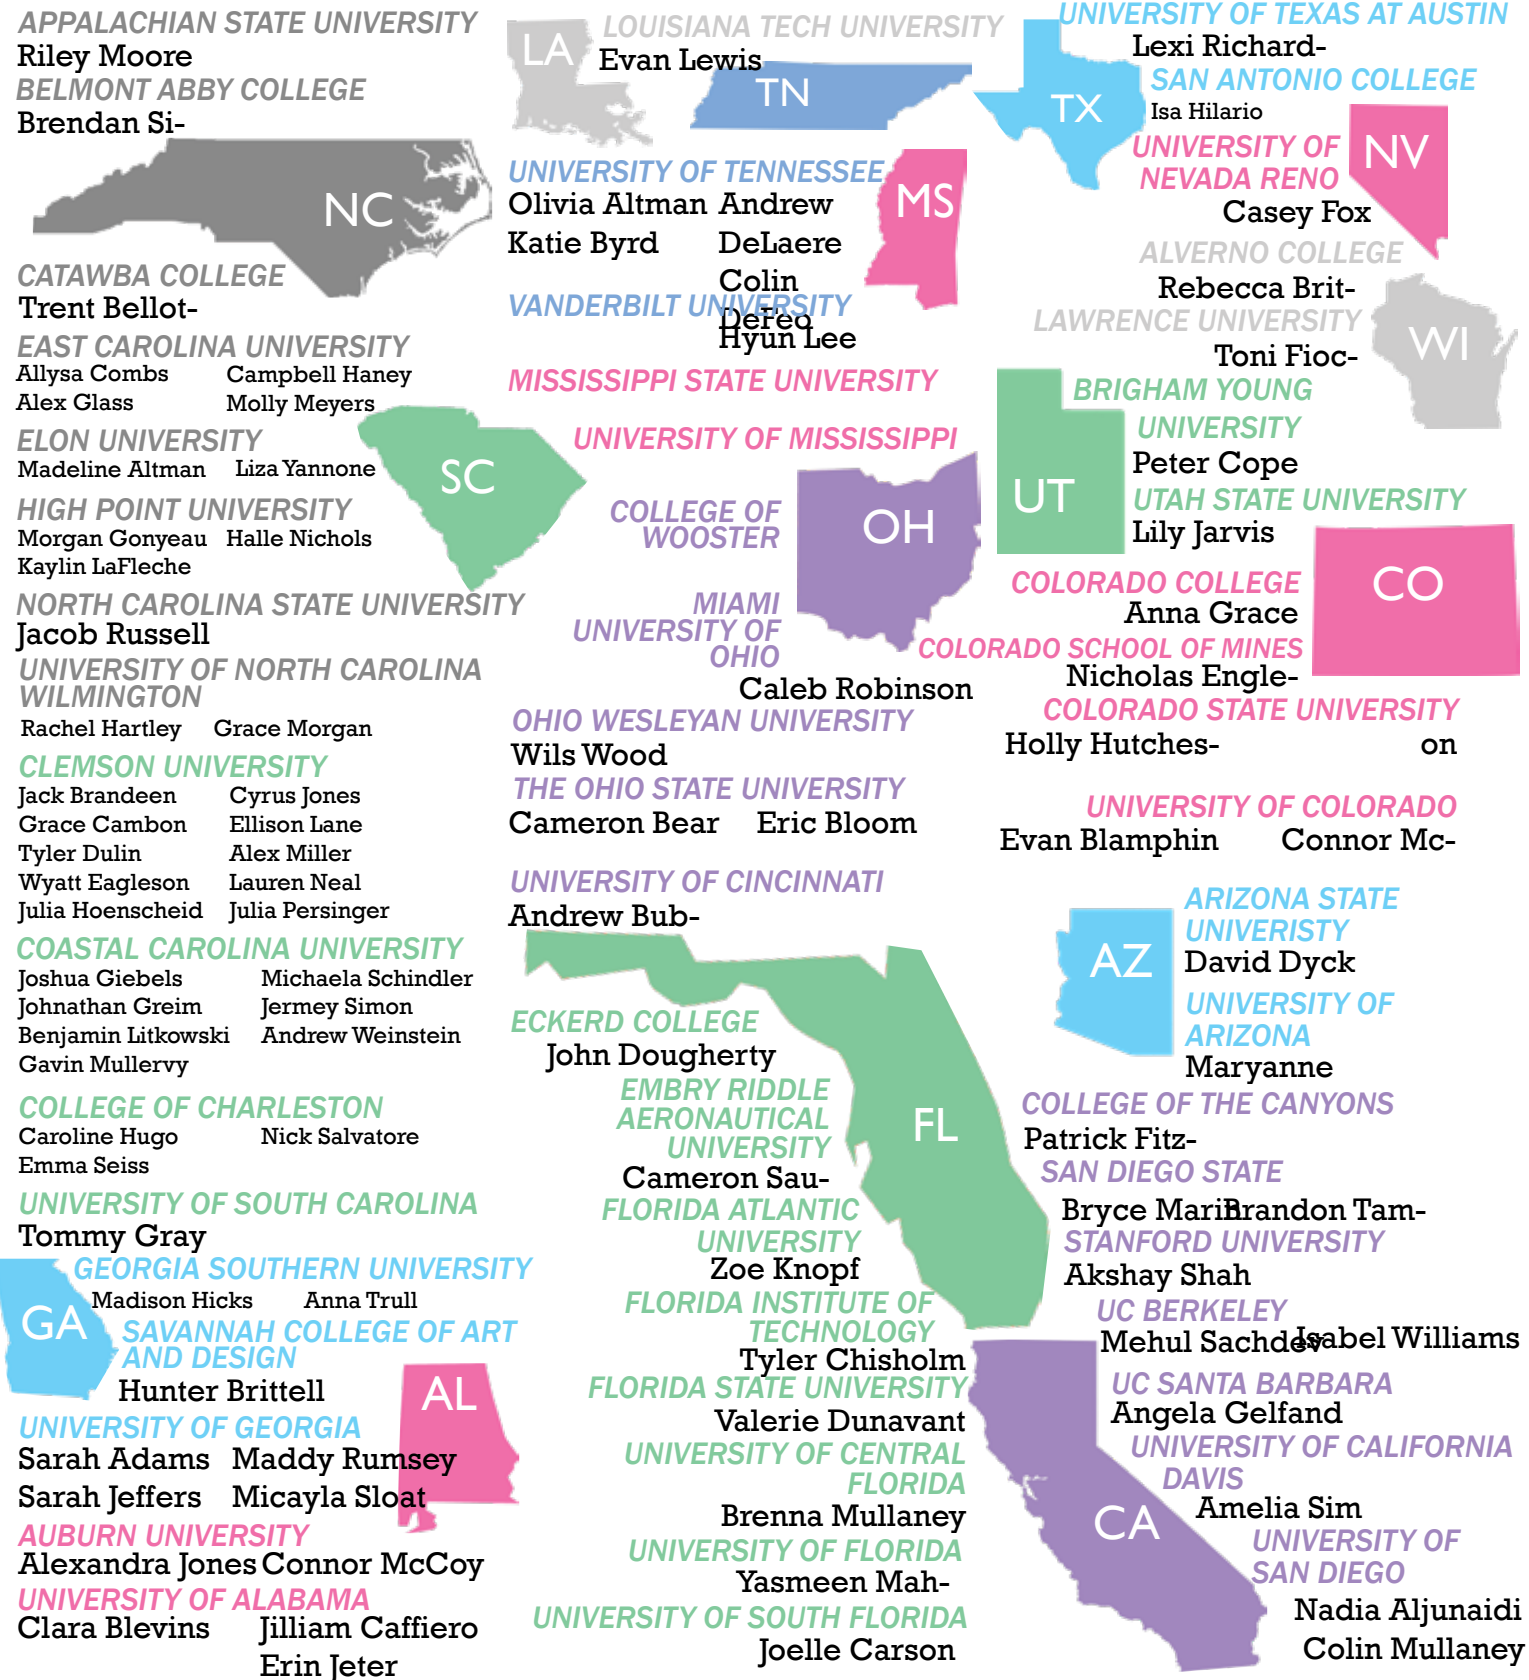 APPALACHIAN STATE UNIVERSITY
Riley Moore
BELMONT ABBY COLLEGE
Brendan Si-
NC
CATAWBA COLLEGE
Trent Bellot-
EAST CAROLINA UNIVERSITY
Allysa Combs Campbell Haney
Alex Glass Molly Meyers
ELON UNIVERSITY
Madeline Altman Liza Yannone
HIGH POINT UNIVERSITY
Morgan Gonyeau Halle Nichols
Kaylin LaFleche
NORTH CAROLINA STATE UNIVERSITY
Jacob Russell
UNIVERSITY OF NORTH CAROLINA
WILMINGTON
Rachel Hartley Grace Morgan
SC
CLEMSON UNIVERSITY
Jack Brandeen Cyrus Jones
Grace Cambon Ellison Lane
Tyler Dulin Alex Miller
Wyatt Eagleson Lauren Neal
Julia Hoenscheid Julia Persinger
COASTAL CAROLINA UNIVERSITY
Joshua Giebels Michaela Schindler
Johnathan Greim Jermey Simon
Benjamin Litkowski Andrew Weinstein
Gavin Mullervy
COLLEGE OF CHARLESTON
Caroline Hugo Nick Salvatore
Emma Seiss
UNIVERSITY OF SOUTH CAROLINA
Tommy Gray
GEORGIA SOUTHERN UNIVERSITY
Madison Hicks Anna Trull
GA
SAVANNAH COLLEGE OF ART
AND DESIGN
Hunter Brittell
UNIVERSITY OF GEORGIA
Sarah Adams Maddy Rumsey
Sarah Jeffers Micayla Sloat
AL
AUBURN UNIVERSITY
Alexandra Jones Connor McCoy
UNIVERSITY OF ALABAMA
Clara Blevins Jilliam Caffiero
Erin Jeter
LA
LOUISIANA TECH UNIVERSITY
Evan Lewis
TN
UNIVERSITY OF TENNESSEE
Olivia Altman Andrew
Katie Byrd DeLaere
Colin
DeFeo
VANDERBILT UNIVERSITY
Hyun Lee
MS
MISSISSIPPI STATE UNIVERSITY
UNIVERSITY OF MISSISSIPPI
OH
COLLEGE OF
WOOSTER
MIAMI
UNIVERSITY OF
OHIO
Caleb Robinson
OHIO WESLEYAN UNIVERSITY
Wils Wood
THE OHIO STATE UNIVERSITY
Cameron Bear Eric Bloom
UNIVERSITY OF CINCINNATI
Andrew Bub-
FL
ECKERD COLLEGE
John Dougherty
EMBRY RIDDLE
AERONAUTICAL
UNIVERSITY
Cameron Sau-
FLORIDA ATLANTIC
UNIVERSITY
Zoe Knopf
FLORIDA INSTITUTE OF
TECHNOLOGY
Tyler Chisholm
FLORIDA STATE UNIVERSITY
Valerie Dunavant
UNIVERSITY OF CENTRAL
FLORIDA
Brenna Mullaney
UNIVERSITY OF FLORIDA
Yasmeen Mah-
UNIVERSITY OF SOUTH FLORIDA
Joelle Carson
UNIVERSITY OF TEXAS AT AUSTIN
Lexi Richard-
TX
SAN ANTONIO COLLEGE
Isa Hilario
UNIVERSITY OF
NEVADA RENO
NV
Casey Fox
ALVERNO COLLEGE
Rebecca Brit-
LAWRENCE UNIVERSITY
Toni Fioc-
WI
BRIGHAM YOUNG
UNIVERSITY
Peter Cope
UT
UTAH STATE UNIVERSITY
Lily Jarvis
COLORADO COLLEGE
Anna Grace
CO
COLORADO SCHOOL OF MINES
Nicholas Engle-
COLORADO STATE UNIVERSITY
Holly Hutches- on
UNIVERSITY OF COLORADO
Evan Blamphin Connor Mc-
ARIZONA STATE
UNIVERISTY
David Dyck
AZ
UNIVERSITY OF
ARIZONA
Maryanne
COLLEGE OF THE CANYONS
Patrick Fitz-
SAN DIEGO STATE
Bryce Marin Brandon Tam-
STANFORD UNIVERSITY
Akshay Shah
UC BERKELEY
Mehul Sachdev Isabel Williams
UC SANTA BARBARA
Angela Gelfand
UNIVERSITY OF CALIFORNIA
DAVIS
Amelia Sim
CA
UNIVERSITY OF
SAN DIEGO
Nadia Aljunaidi
Colin Mullaney